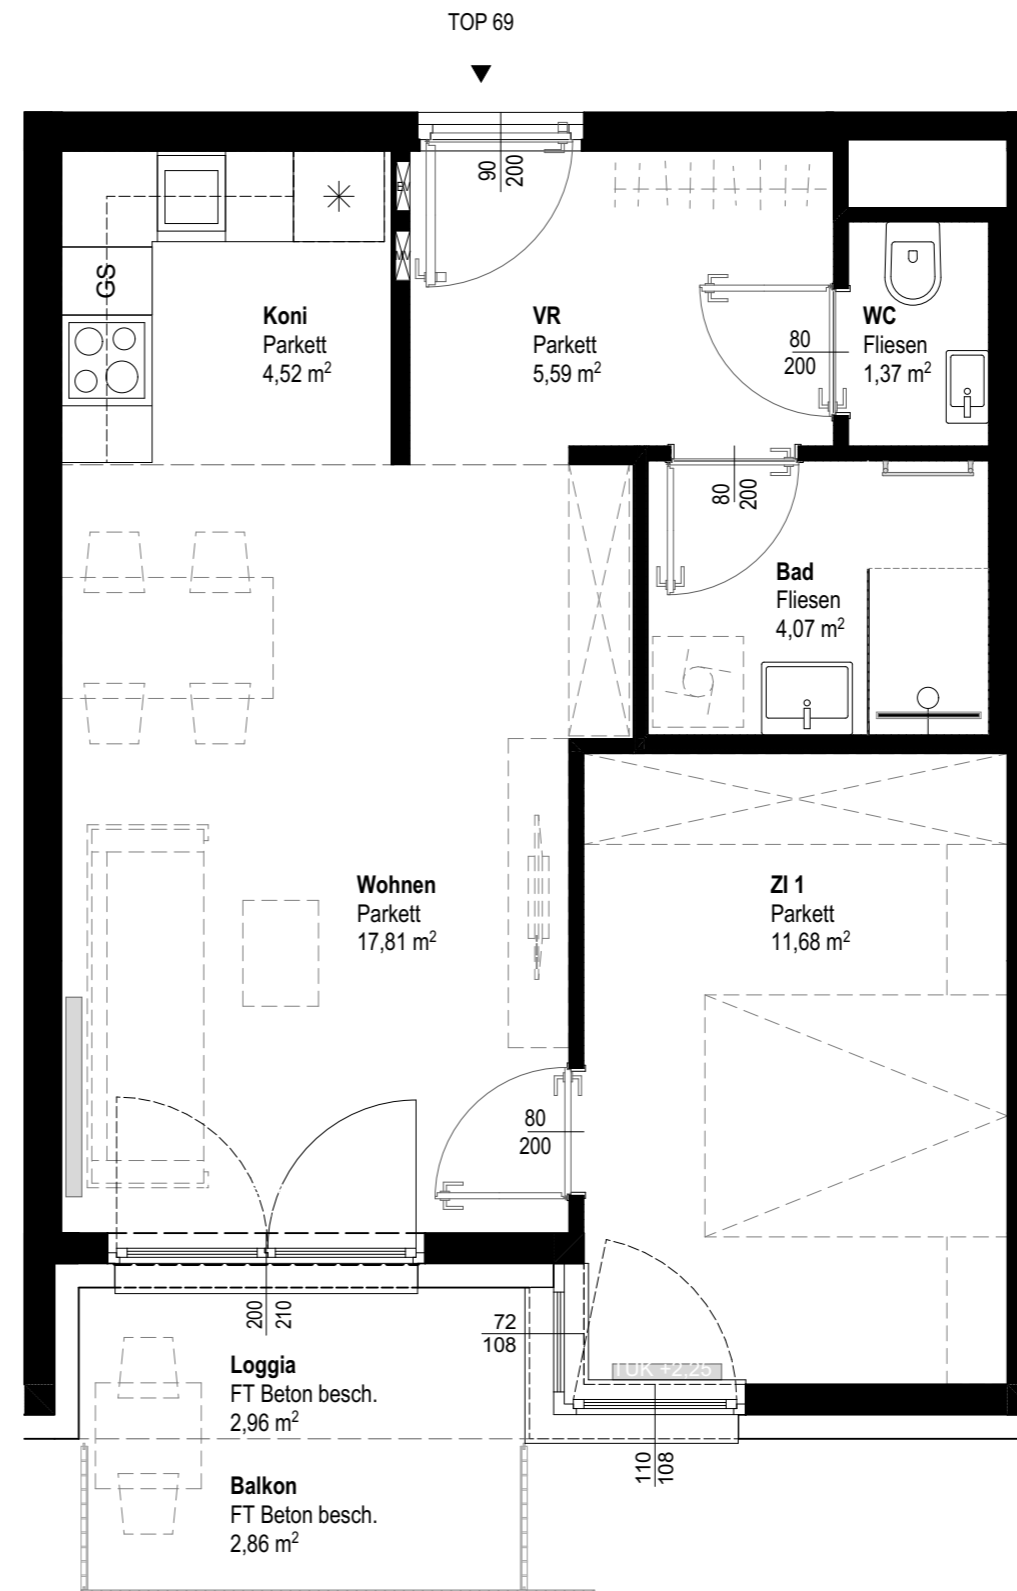 TOP 69
90
200
GS
Koni
Parkett
4,52 m²
VR
Parkett
5,59 m²
80
200
WC
Fliesen
1,37 m²
80
200
Bad
Fliesen
4,07 m²
Wohnen
Parkett
17,81 m²
ZI 1
Parkett
11,68 m²
80
200
200
210
72
108
TUK +2,25
110
108
Loggia
FT Beton besch.
2,96 m²
Balkon
FT Beton besch.
2,86 m²